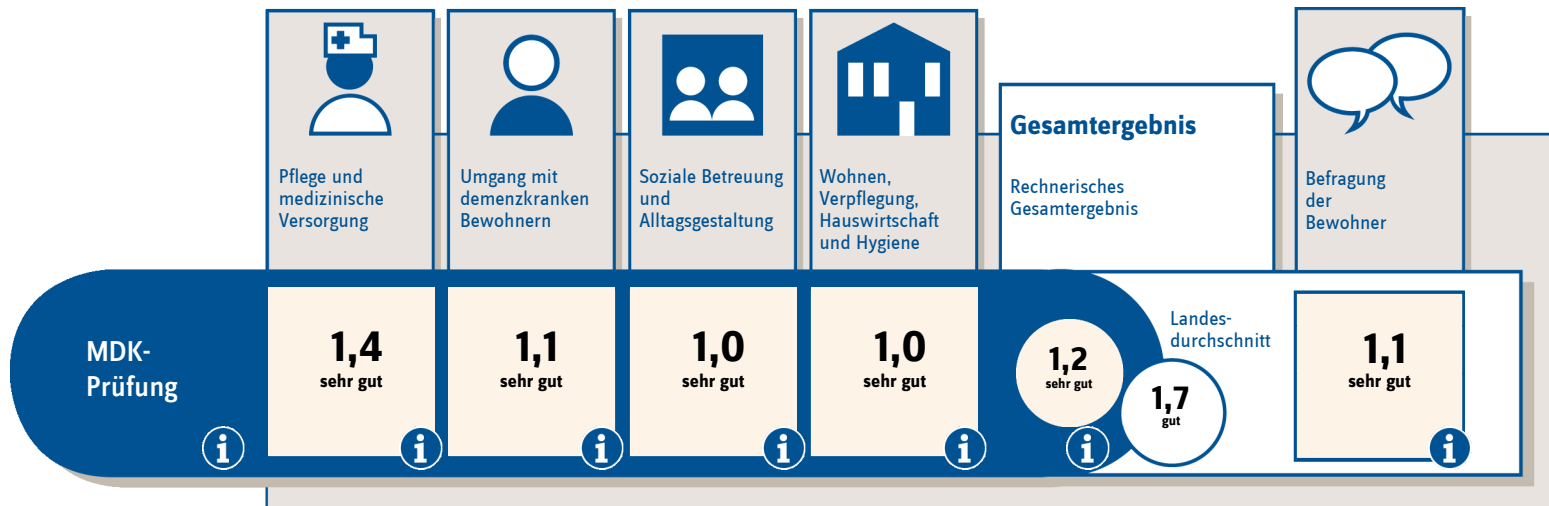 Pflege und
medizinische
Versorgung
Umgang mit
demenzkranken
Bewohnern
Soziale Betreuung
und
Alltagsgestaltung
Wohnen,
Verpflegung,
Hauswirtschaft
und Hygiene
Gesamtergebnis
Rechnerisches
Gesamtergebnis
Befragung
der
Bewohner
MDK-
Prüfung
i
1,4
sehr gut
i
1,1
sehr gut
i
1,0
sehr gut
i
1,0
sehr gut
i
1,2
sehr gut
i
Landes-
durchschnitt
1,7
gut
1,1
sehr gut
i